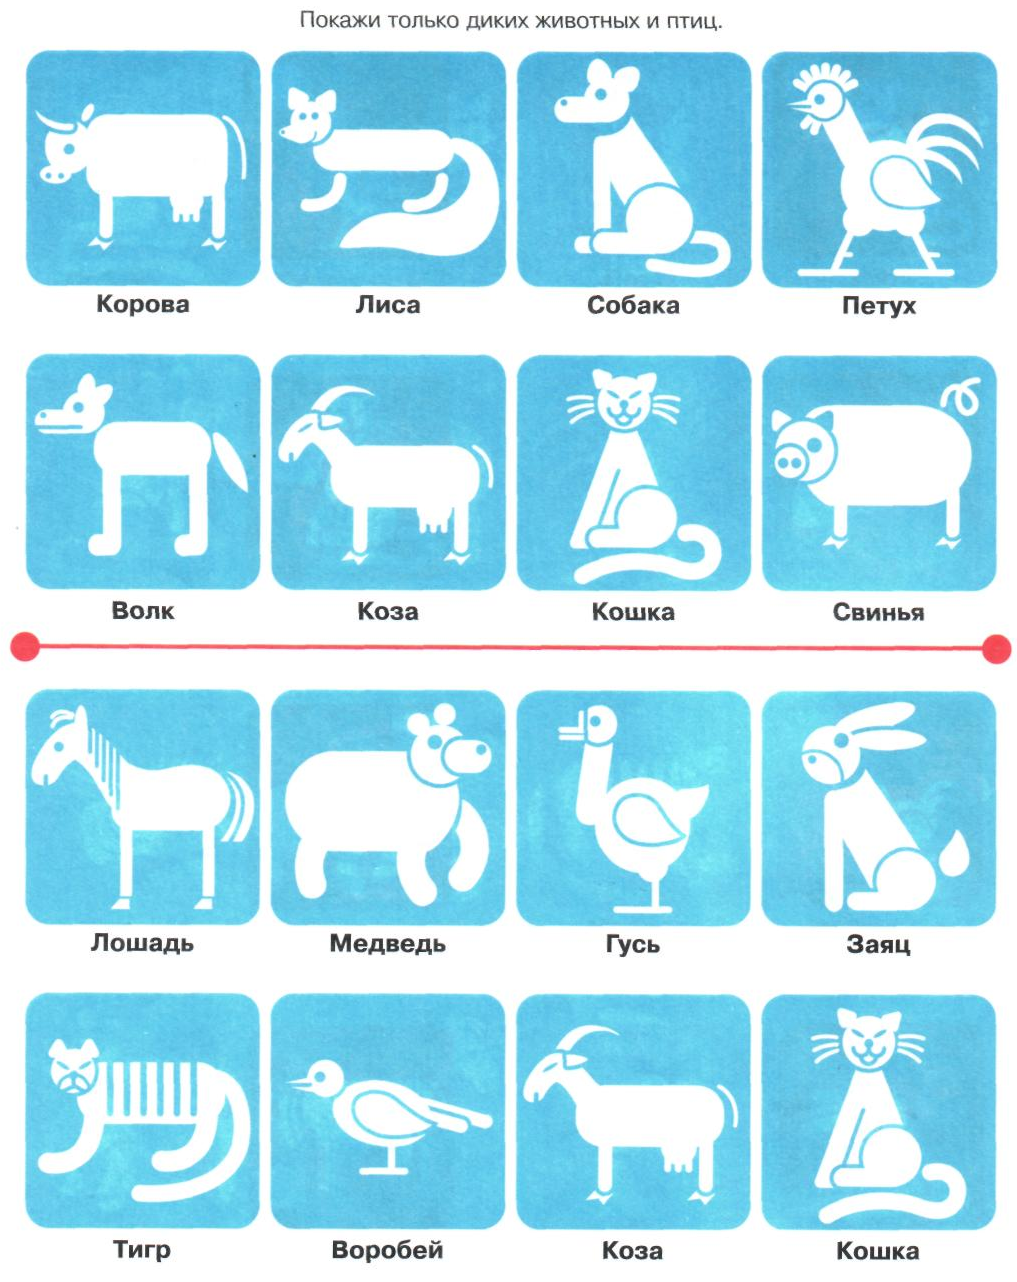 Покажи только диких животных и птиц.
Корова
Лиса
Собака
Петух
Волк
Коза
Кошка
Свинья
Лошадь
Медведь
Гусь
Заяц
Тигр
Воробей
Коза
Кошка